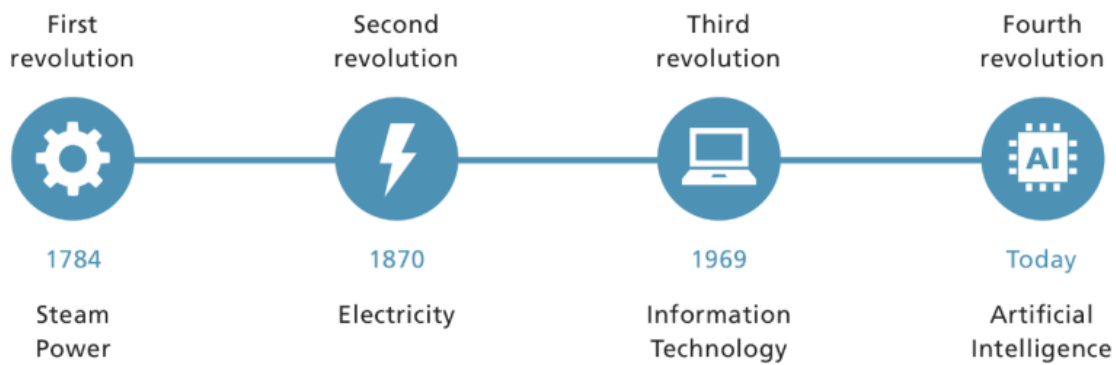 First
revolution
Second
revolution
Third
revolution
Fourth
revolution
AI
1784
1870
1969
Today
Steam
Power
Electricity
Information
Technology
Artificial
Intelligence